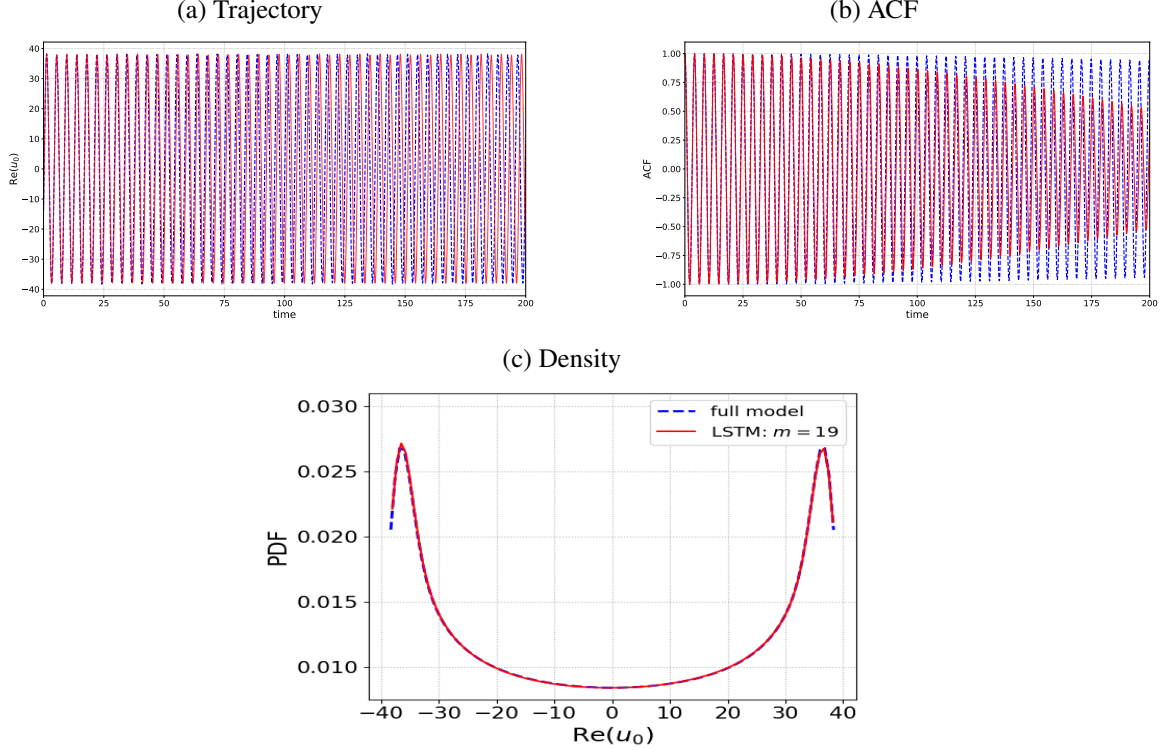 (a) Trajectory
40
30
20
10
0
−10
−20
−30
−40
Re(u₀)
0 25 50 75 100 125 150 175 200
time
(b) ACF
1.00
0.75
0.50
0.25
0.00
−0.25
−0.50
−0.75
−1.00
ACF
0 25 50 75 100 125 150 175 200
time
(c) Density
0.030
0.025
0.020
0.015
0.010
PDF
full model
LSTM: m = 19
−40 −30 −20 −10 0 10 20 30 40
Re(u₀)